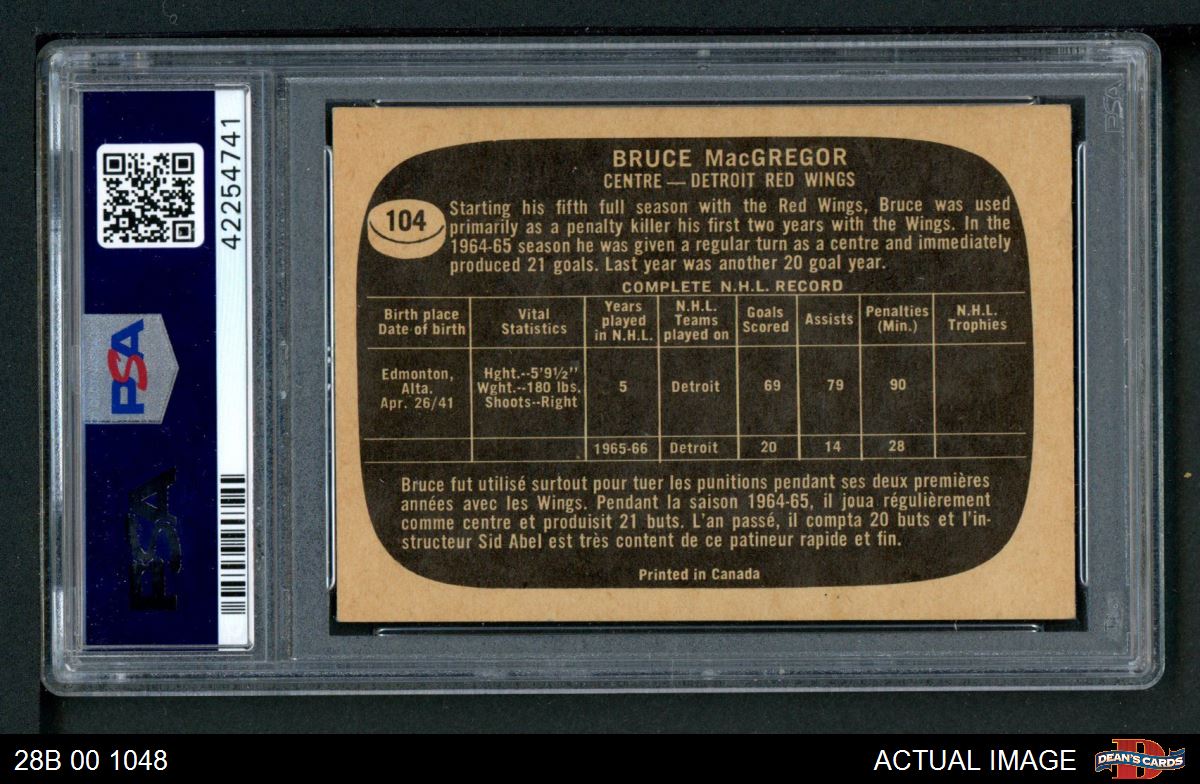 42254741
PSA
PSA
PSA
BRUCE MacGREGOR
CENTRE — DETROIT RED WINGS
104
Starting his fifth full season with the Red Wings, Bruce was used
primarily as a penalty killer his first two years with the Wings. In the
1964-65 season he was given a regular turn as a centre and immediately
produced 21 goals. Last year was another 20 goal year.
COMPLETE N.H.L. RECORD
Birth place
Date of birth
Vital
Statistics
Years
played
in N.H.L.
N.H.L.
Teams
played on
Goals
Scored
Assists
Penalties
(Min.)
N.H.L.
Trophies
Edmonton,
Alta.
Apr. 26/41
Hght.--5'9½"
Wght.--180 lbs.
Shoots--Right
5
Detroit
69
79
90
1965-66
Detroit
20
14
28
Bruce fut utilisé surtout pour tuer les punitions pendant ses deux premières
années avec les Wings. Pendant la saison 1964-65, il joua régulièrement
comme centre et produisit 21 buts. L'an passé, il compta 20 buts et l'in-
structeur Sid Abel est très content de ce patineur rapide et fin.
Printed in Canada
28B 00 1048
ACTUAL IMAGE
DEAN'S CARDS